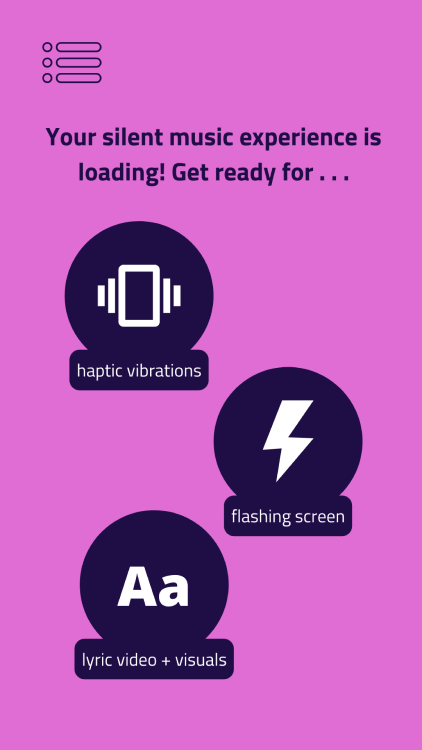 Your silent music experience is
loading! Get ready for . . .
haptic vibrations
flashing screen
Aa
lyric video + visuals